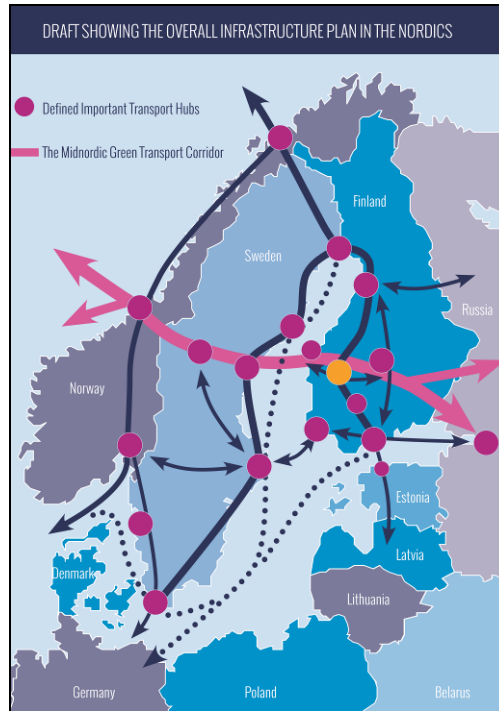 DRAFT SHOWING THE OVERALL INFRASTRUCTURE PLAN IN THE NORDICS
Defined Important Transport Hubs
The Midnordic Green Transport Corridor
Finland
Sweden
Russia
Norway
Estonia
Latvia
Denmark
Lithuania
Germany
Poland
Belarus